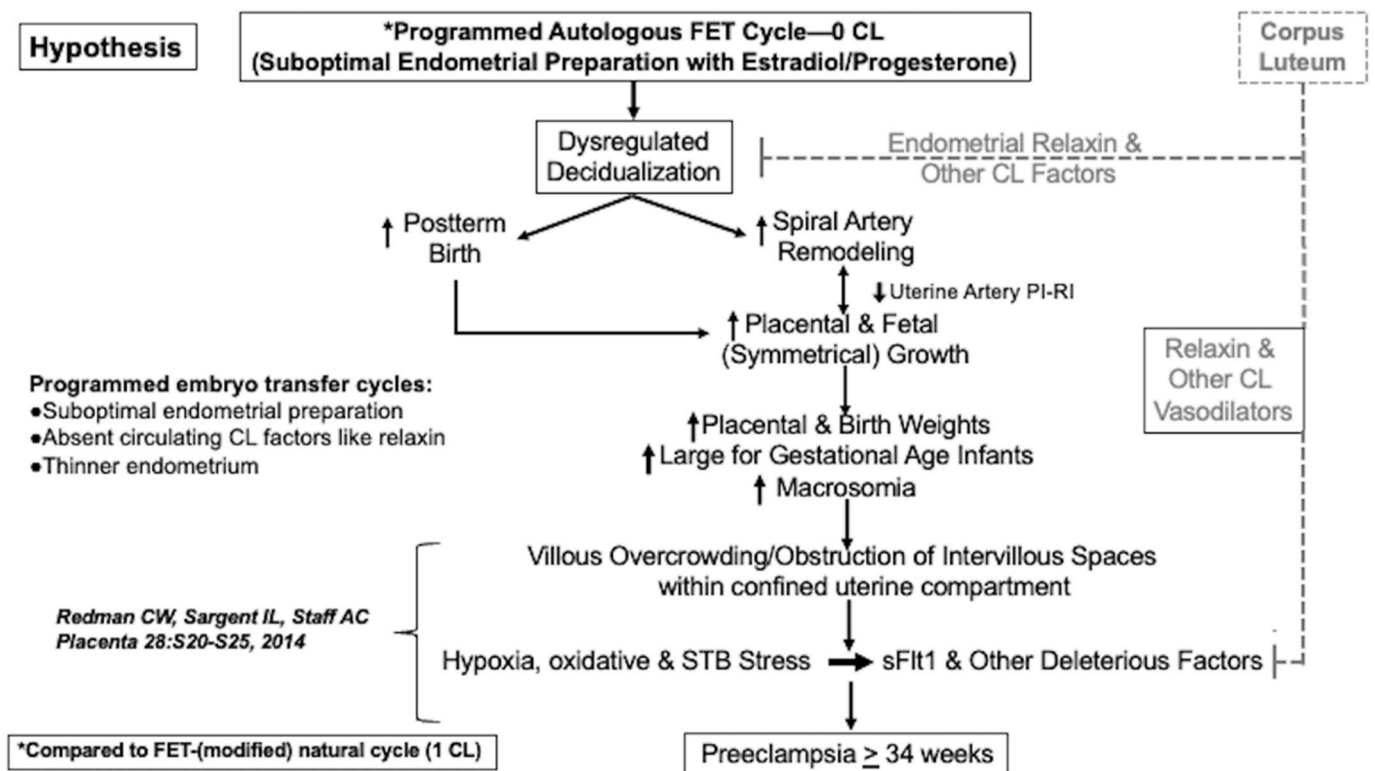 Hypothesis
*Programmed Autologous FET Cycle—0 CL
(Suboptimal Endometrial Preparation with Estradiol/Progesterone)
Corpus
Luteum
Dysregulated
Decidualization
Endometrial Relaxin &
Other CL Factors
↑ Postterm
Birth
↑ Spiral Artery
Remodeling
↓ Uterine Artery PI-RI
↑ Placental & Fetal
(Symmetrical) Growth
Relaxin &
Other CL
Vasodilators
Programmed embryo transfer cycles:
●Suboptimal endometrial preparation
●Absent circulating CL factors like relaxin
●Thinner endometrium
↑Placental & Birth Weights
↑Large for Gestational Age Infants
↑ Macrosomia
Villous Overcrowding/Obstruction of Intervillous Spaces
within confined uterine compartment
Redman CW, Sargent IL, Staff AC
Placenta 28:S20-S25, 2014
Hypoxia, oxidative & STB Stress → sFlt1 & Other Deleterious Factors
*Compared to FET-(modified) natural cycle (1 CL)
Preeclampsia ≥ 34 weeks